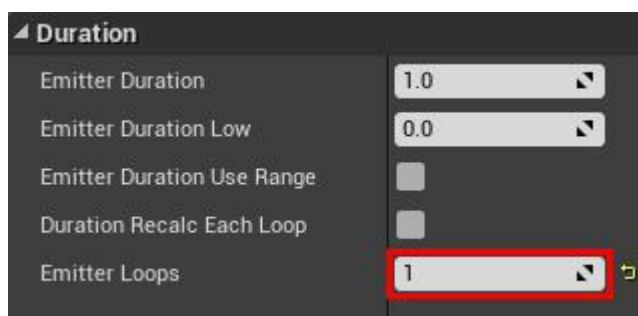 Duration
Emitter Duration 1.0
Emitter Duration Low 0.0
Emitter Duration Use Range
Duration Recalc Each Loop
Emitter Loops 1